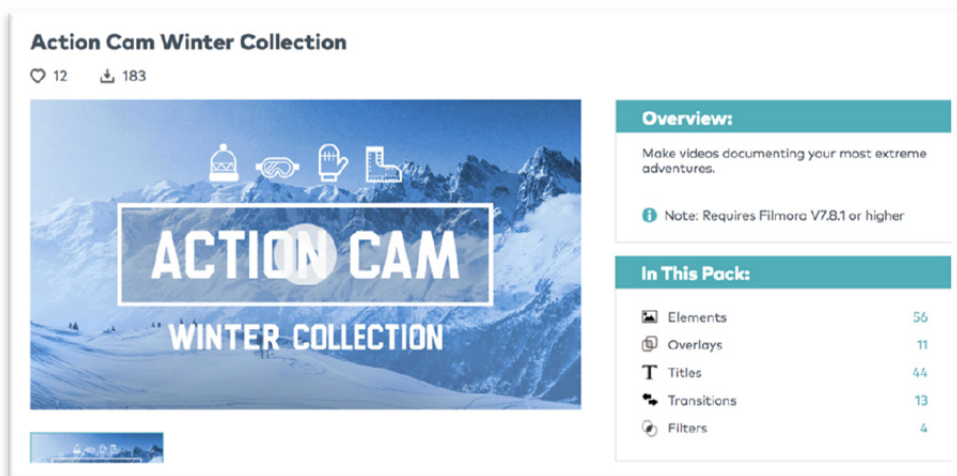 Action Cam Winter Collection
12 183
ACTION CAM
WINTER COLLECTION
Overview:
Make videos documenting your most extreme
adventures.
Note: Requires Filmora V7.8.1 or higher
In This Pack:
Elements 56
Overlays 11
Titles 44
Transitions 13
Filters 4